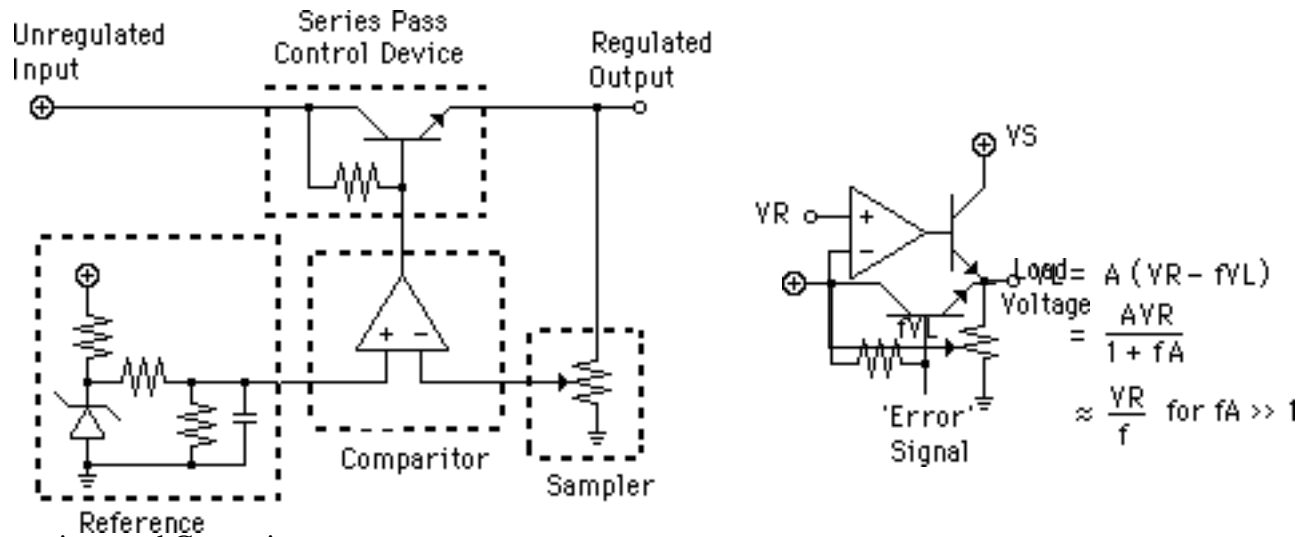 Series Pass
Control Device
Unregulated
Input
Regulated
Output
VS
VR
+
−
Load
Voltage
VL = A (VR − fVL)
= AVR
1 + fA
≈ VR
f
for fA >> 1
fVL
'Error'
Signal
+ −
Comparitor
Sampler
Reference